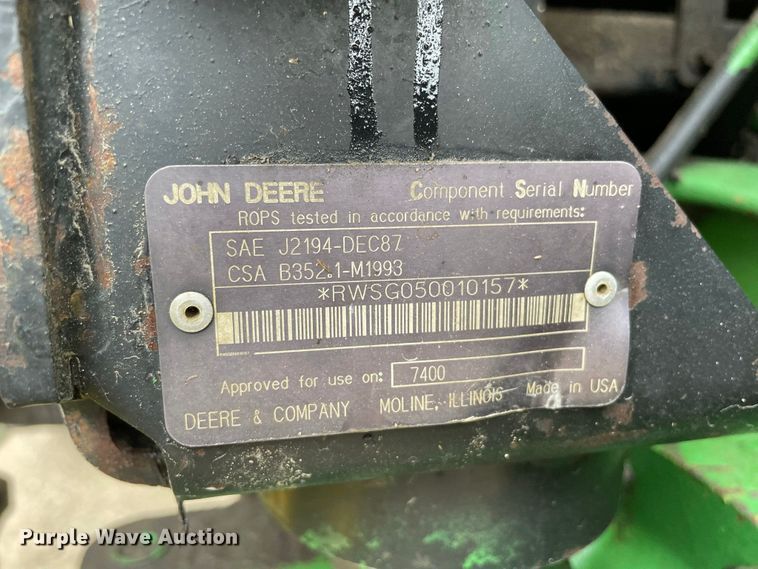 JOHN DEERE Component Serial Number
ROPS tested in accordance with requirements:
SAE J2194-DEC87
CSA B352.1-M1993
*RWSG050010157*
Approved for use on: 7400
DEERE & COMPANY MOLINE, ILLINOIS Made in USA
Purple Wave Auction®